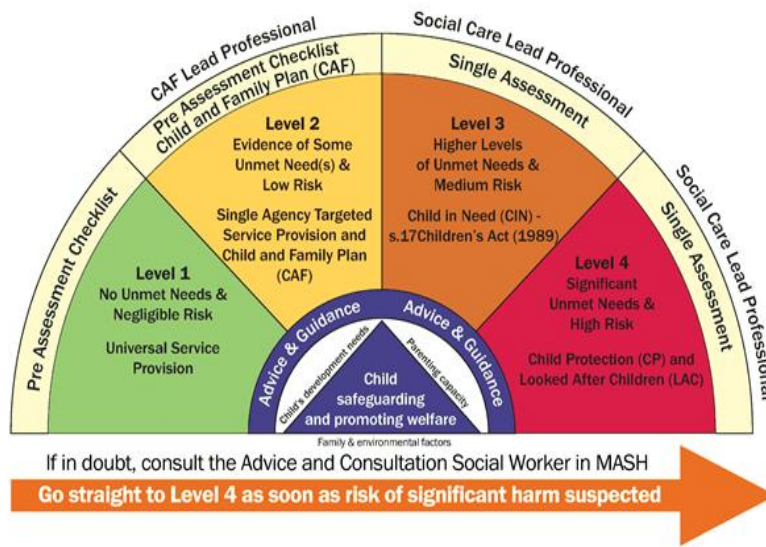 CAF Lead Professional
Pre Assessment Checklist
Child and Family Plan (CAF)
Social Care Lead Professional
Single Assessment
Level 2
Evidence of Some
Unmet Need(s) &
Low Risk
Single Agency Targeted
Service Provision and
Child and Family Plan
(CAF)
Level 3
Higher Levels
of Unmet Needs &
Medium Risk
Child in Need (CIN) -
s.17Children's Act (1989)
Pre Assessment Checklist
Level 1
No Unmet Needs &
Negligible Risk
Universal Service
Provision
Social Care Lead Professional
Single Assessment
Level 4
Significant
Unmet Needs &
High Risk
Child Protection (CP) and
Looked After Children (LAC)
Advice & Guidance
Advice & Guidance
Child's development needs
Parenting capacity
Child
safeguarding
and promoting welfare
Family & environmental factors
If in doubt, consult the Advice and Consultation Social Worker in MASH
Go straight to Level 4 as soon as risk of significant harm suspected